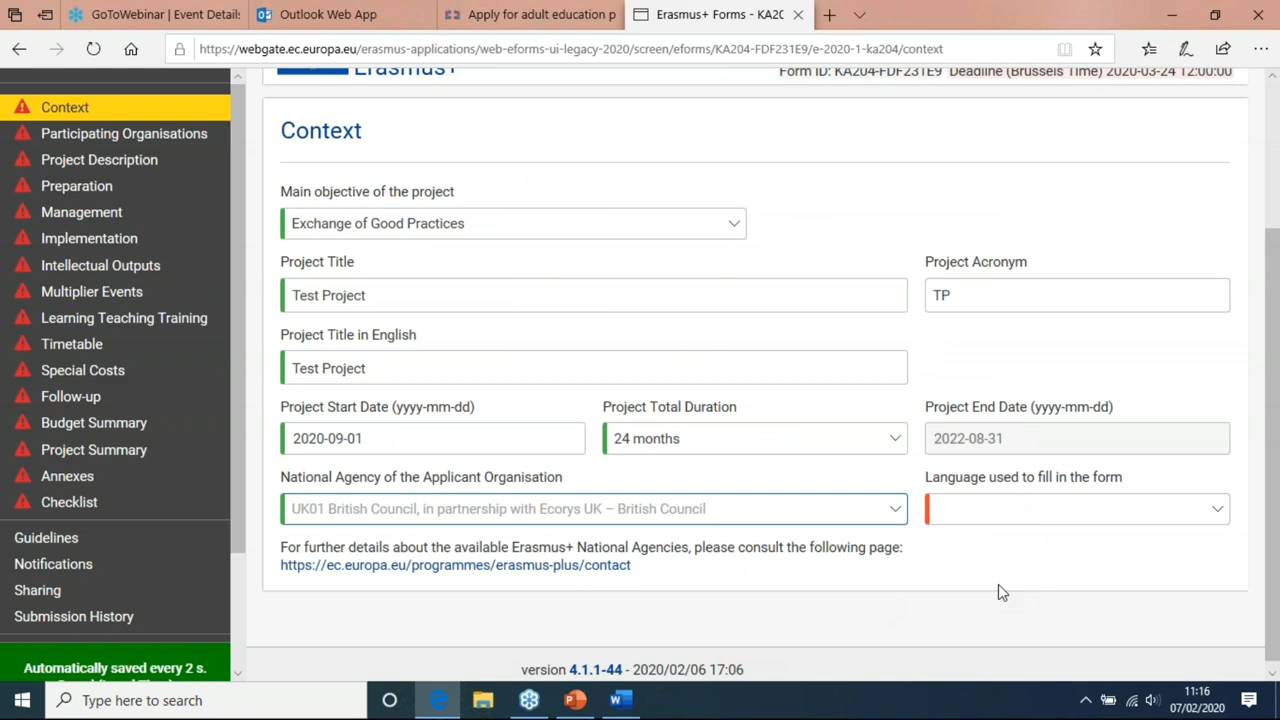 GoToWebinar | Event Details
Outlook Web App
Apply for adult education p
Erasmus+ Forms - KA20
https://webgate.ec.europa.eu/erasmus-applications/web-eforms-ui-legacy-2020/screen/eforms/KA204-FDF231E9/e-2020-1-ka204/context
Erasmus+
Form ID: KA204-FDF231E9 Deadline (Brussels Time) 2020-03-24 12:00:00
Context
Participating Organisations
Project Description
Preparation
Management
Implementation
Intellectual Outputs
Multiplier Events
Learning Teaching Training
Timetable
Special Costs
Follow-up
Budget Summary
Project Summary
Annexes
Checklist
Guidelines
Notifications
Sharing
Submission History
Automatically saved every 2 s.
Context
Main objective of the project
Exchange of Good Practices
Project Title
Project Acronym
Test Project
TP
Project Title in English
Test Project
Project Start Date (yyyy-mm-dd)
Project Total Duration
Project End Date (yyyy-mm-dd)
2020-09-01
24 months
2022-08-31
National Agency of the Applicant Organisation
Language used to fill in the form
UK01 British Council, in partnership with Ecorys UK – British Council
For further details about the available Erasmus+ National Agencies, please consult the following page:
https://ec.europa.eu/programmes/erasmus-plus/contact
version 4.1.1-44 - 2020/02/06 17:06
Type here to search
11:16
07/02/2020